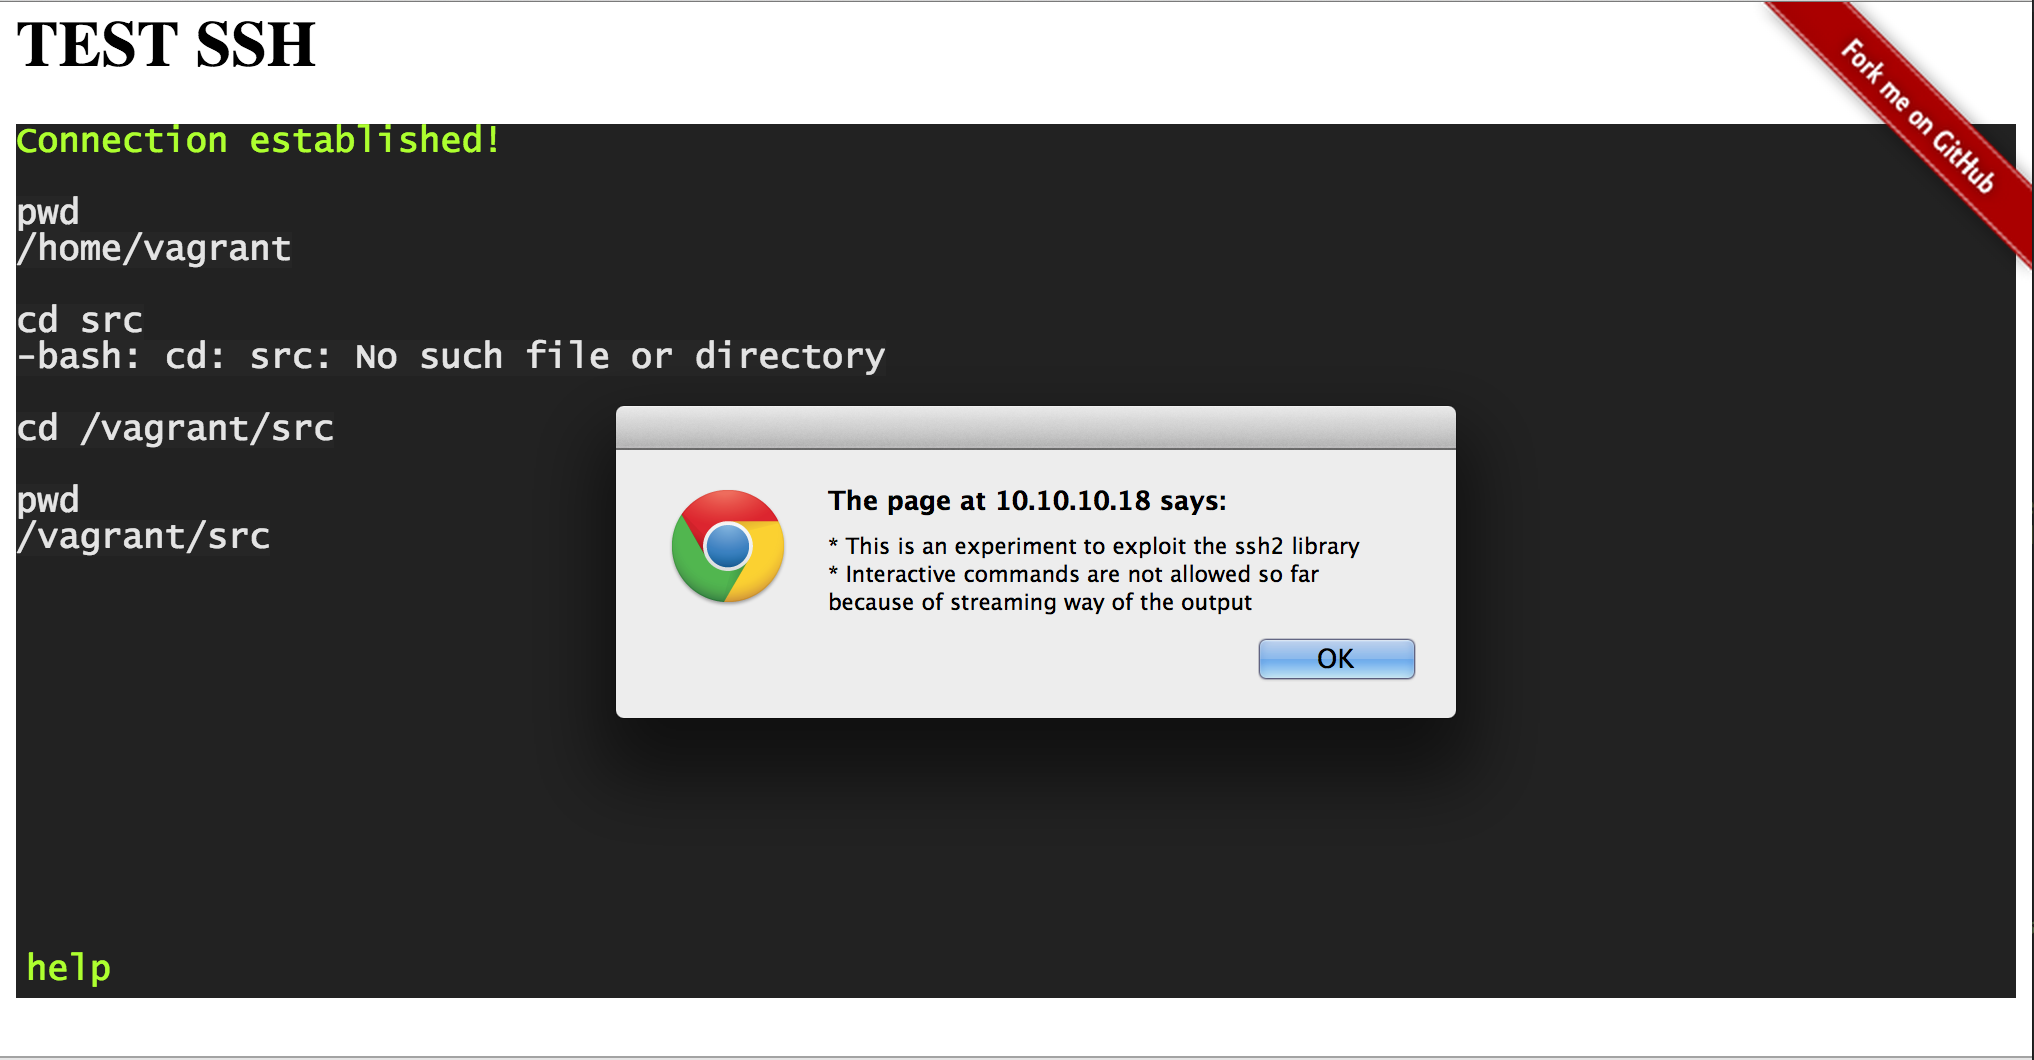 TEST SSH
Fork me on GitHub
Connection established!
pwd
/home/vagrant
cd src
-bash: cd: src: No such file or directory
cd /vagrant/src
pwd
/vagrant/src
The page at 10.10.10.18 says:
* This is an experiment to exploit the ssh2 library
* Interactive commands are not allowed so far
because of streaming way of the output
OK
help